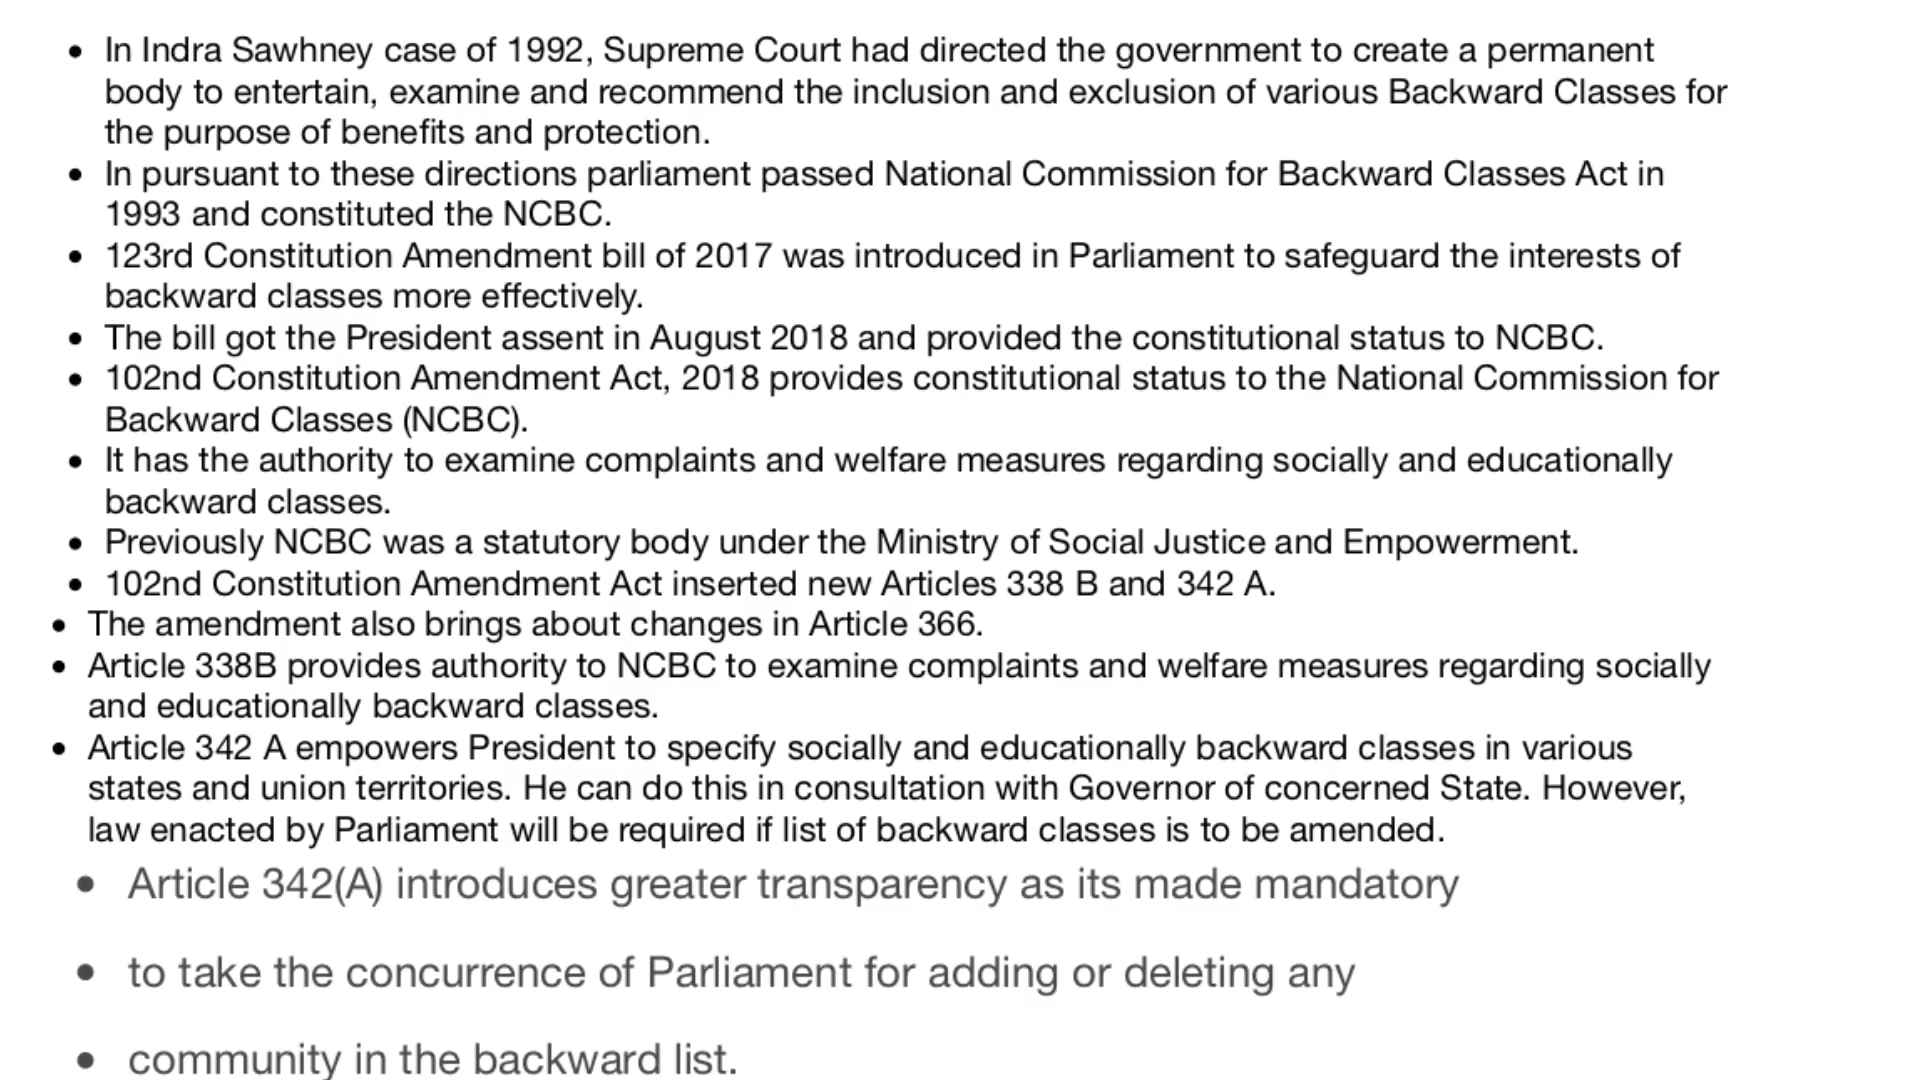 • In Indra Sawhney case of 1992, Supreme Court had directed the government to create a permanent
body to entertain, examine and recommend the inclusion and exclusion of various Backward Classes for
the purpose of benefits and protection.
• In pursuant to these directions parliament passed National Commission for Backward Classes Act in
1993 and constituted the NCBC.
• 123rd Constitution Amendment bill of 2017 was introduced in Parliament to safeguard the interests of
backward classes more effectively.
• The bill got the President assent in August 2018 and provided the constitutional status to NCBC.
• 102nd Constitution Amendment Act, 2018 provides constitutional status to the National Commission for
Backward Classes (NCBC).
• It has the authority to examine complaints and welfare measures regarding socially and educationally
backward classes.
• Previously NCBC was a statutory body under the Ministry of Social Justice and Empowerment.
• 102nd Constitution Amendment Act inserted new Articles 338 B and 342 A.
• The amendment also brings about changes in Article 366.
• Article 338B provides authority to NCBC to examine complaints and welfare measures regarding socially
and educationally backward classes.
• Article 342 A empowers President to specify socially and educationally backward classes in various
states and union territories. He can do this in consultation with Governor of concerned State. However,
law enacted by Parliament will be required if list of backward classes is to be amended.
• Article 342(A) introduces greater transparency as its made mandatory
• to take the concurrence of Parliament for adding or deleting any
• community in the backward list.